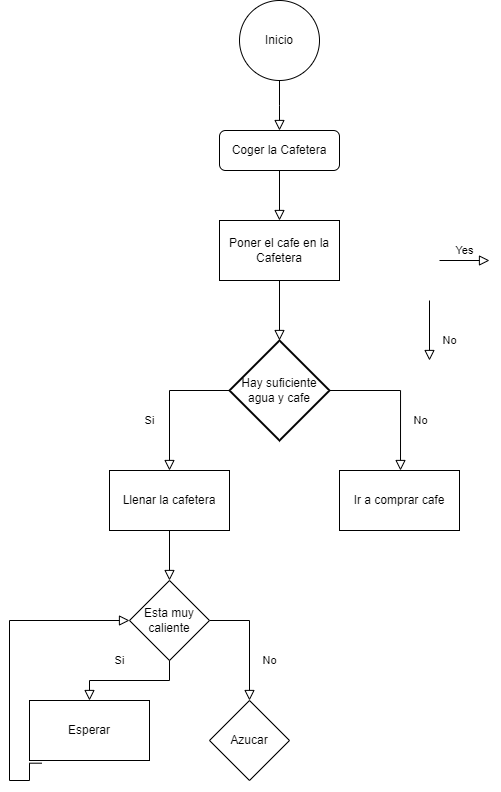 Inicio
Coger la Cafetera
Poner el cafe en la
Cafetera
Yes
No
Hay suficiente
agua y cafe
Si
No
Llenar la cafetera
Ir a comprar cafe
Esta muy
caliente
Si
No
Esperar
Azucar